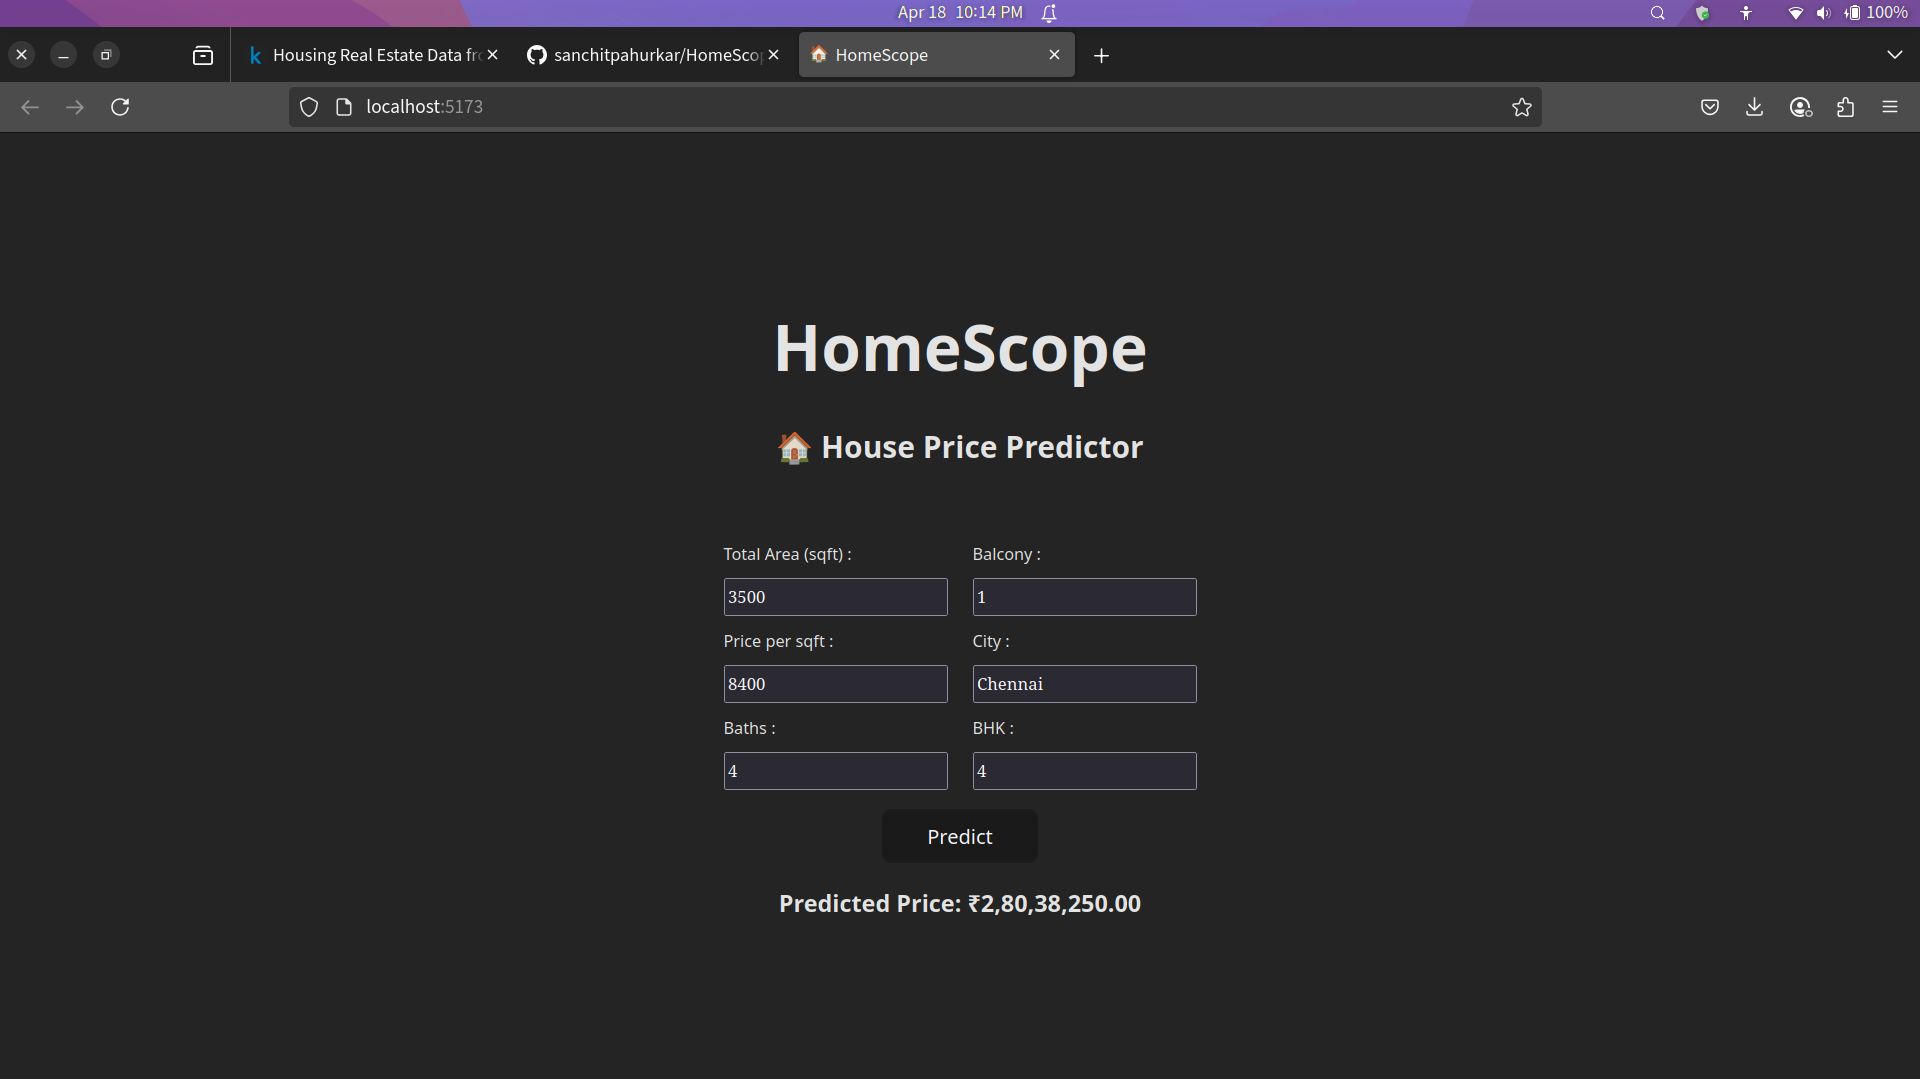 Apr 18 10:14 PM
100%
Housing Real Estate Data fr
sanchitpahurkar/HomeSco
HomeScope
localhost:5173
HomeScope
🏠 House Price Predictor
Total Area (sqft) : Balcony :
3500 1
Price per sqft : City :
8400 Chennai
Baths : BHK :
4 4
Predict
Predicted Price: ₹2,80,38,250.00